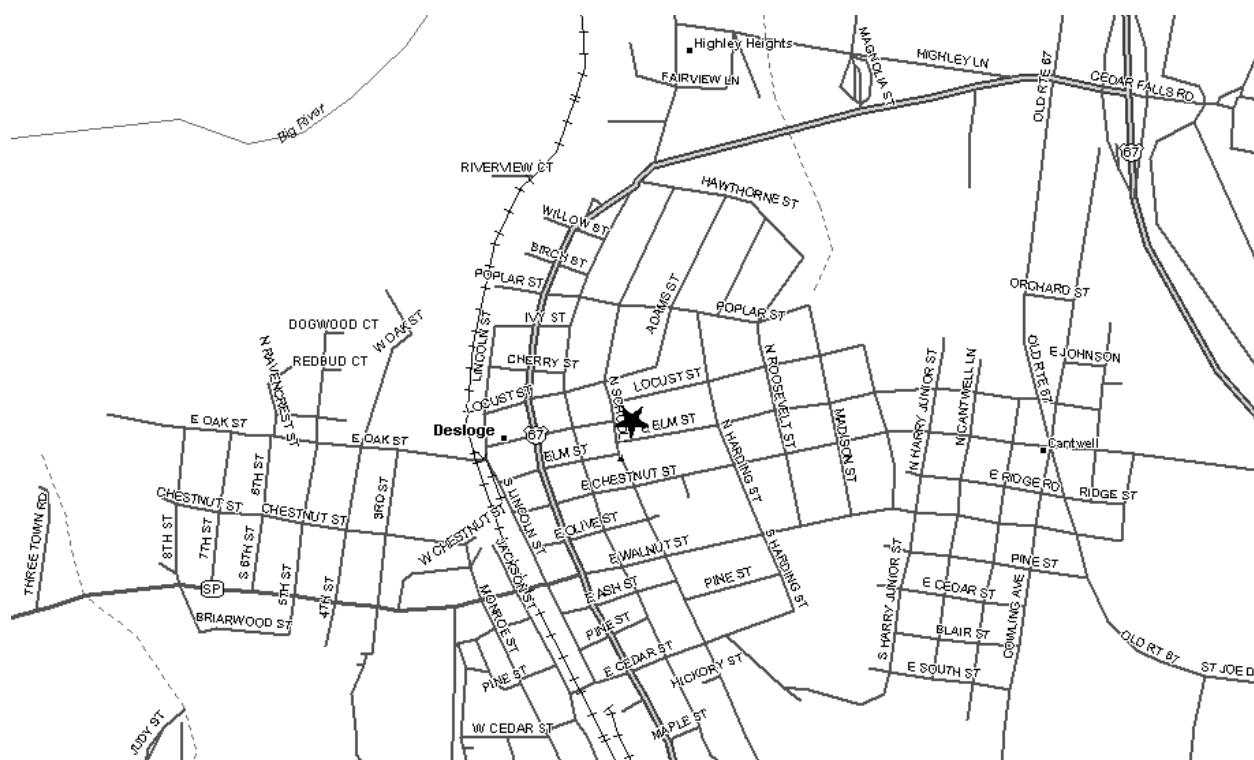 Highley Heights
MAGNOLIA ST
HIGHLEY LN
OLD RTE 67
CEDAR FALLS RD
FAIRVIEW LN
Big River
67
RIVERVIEW CT
HAWTHORNE ST
WILLOW ST
BIRCH ST
POPLAR ST
ADAMS ST
POPLAR ST
ORCHARD ST
IVY ST
LINCOLN ST
DOGWOOD CT
W OAK ST
N RAVENCREST ST
REDBUD CT
CHERRY ST
N ROOSEVELT ST
N HARRY JUNIOR ST
N CANTWELL LN
OLD RTE 67
E JOHNSON
LOCUST ST
LOCUST ST
N SCHOOL
MADISON ST
E OAK ST
E OAK ST
Desloge
67
E ELM ST
ELM ST
N HARDING ST
Cantwell
6TH ST
3RD ST
S LINCOLN ST
E CHESTNUT ST
E RIDGE RD
RIDGE ST
THREE TOWN RD
CHESTNUT ST
CHESTNUT ST
8TH ST
7TH ST
S 6TH ST
5TH ST
4TH ST
W CHESTNUT ST
JACKSON ST
E OLIVE ST
E WALNUT ST
S HARDING ST
S HARRY JUNIOR ST
PINE ST
SP
MONROE ST
ASH ST
PINE ST
E CEDAR ST
COWLING AVE
BRIARWOOD ST
PINE ST
BLAIR ST
OLD RT 67
E CEDAR ST
HICKORY ST
E SOUTH ST
ST JOE D
PINE ST
JUDY ST
W CEDAR ST
MAPLE ST